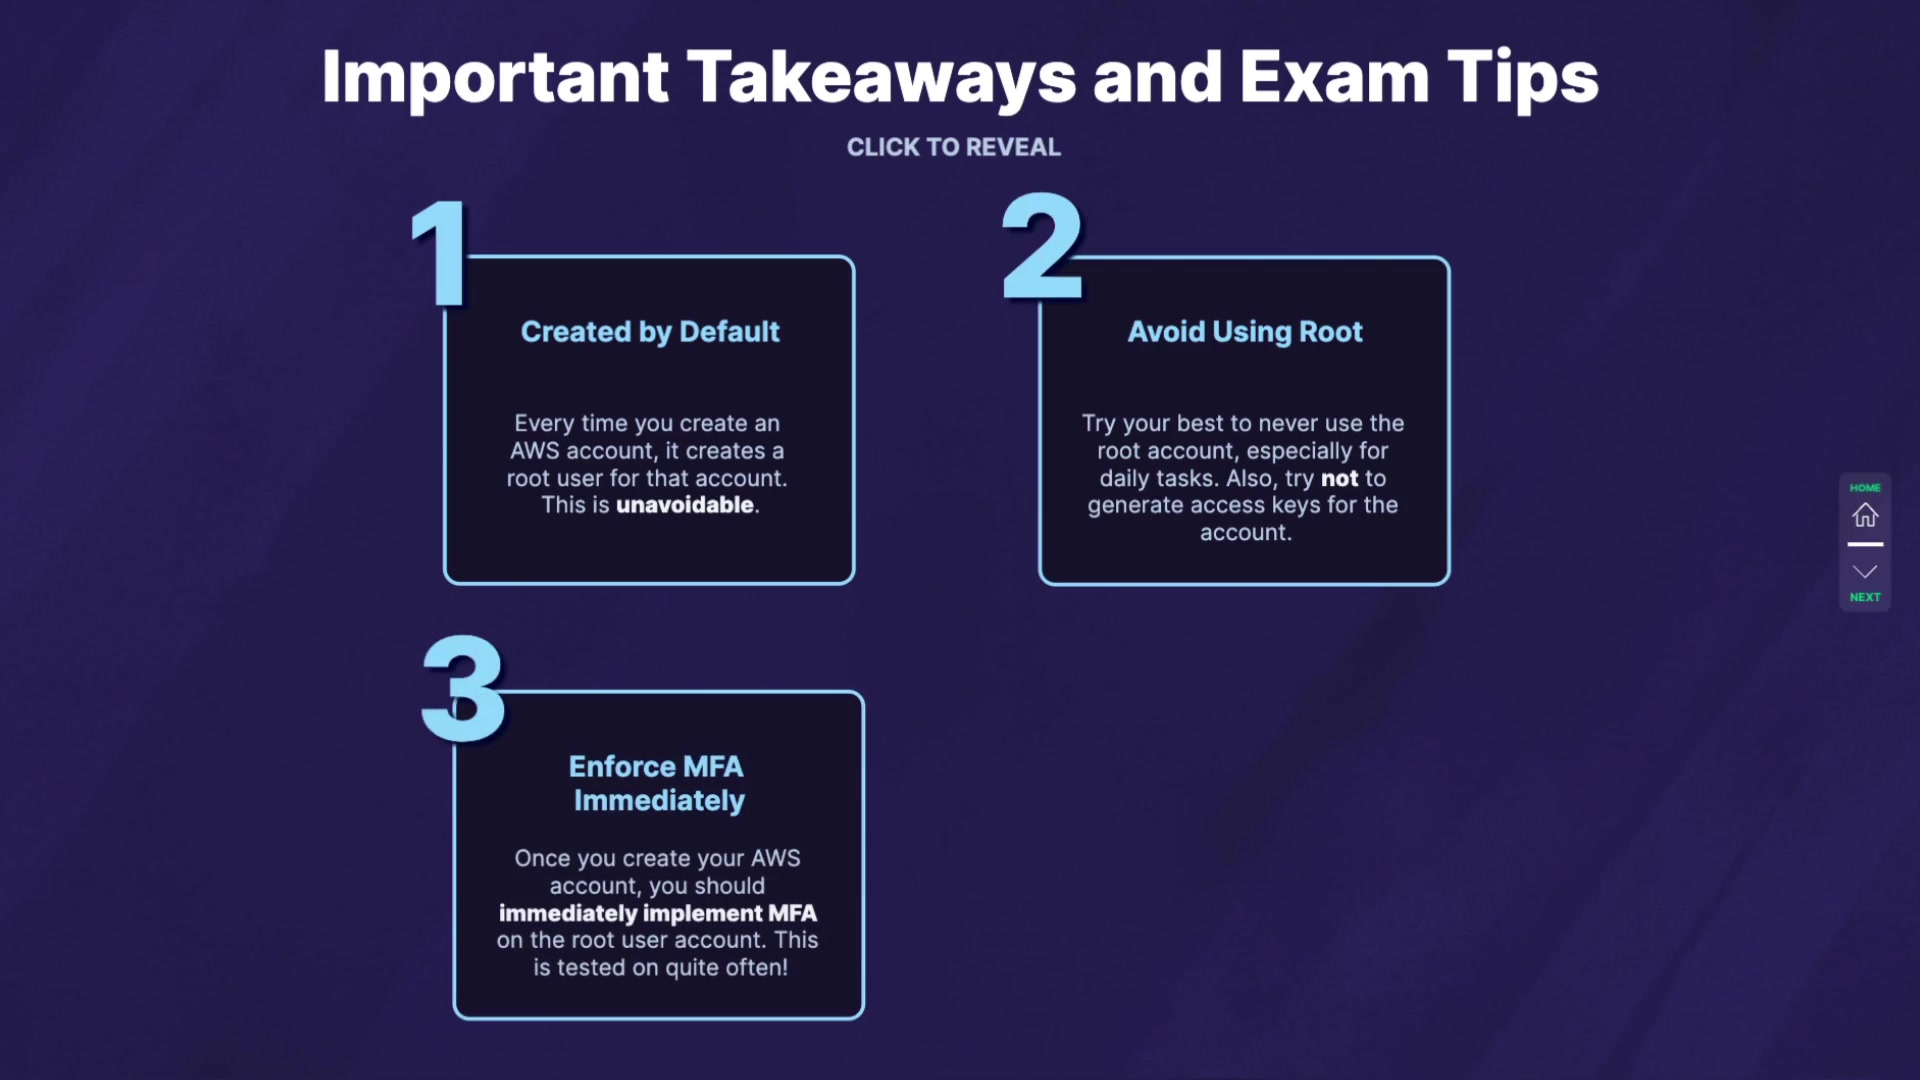 Important Takeaways and Exam Tips
CLICK TO REVEAL
1
Created by Default
Every time you create an
AWS account, it creates a
root user for that account.
This is unavoidable.
2
Avoid Using Root
Try your best to never use the
root account, especially for
daily tasks. Also, try not to
generate access keys for the
account.
3
Enforce MFA
Immediately
Once you create your AWS
account, you should
immediately implement MFA
on the root user account. This
is tested on quite often!
HOME
NEXT